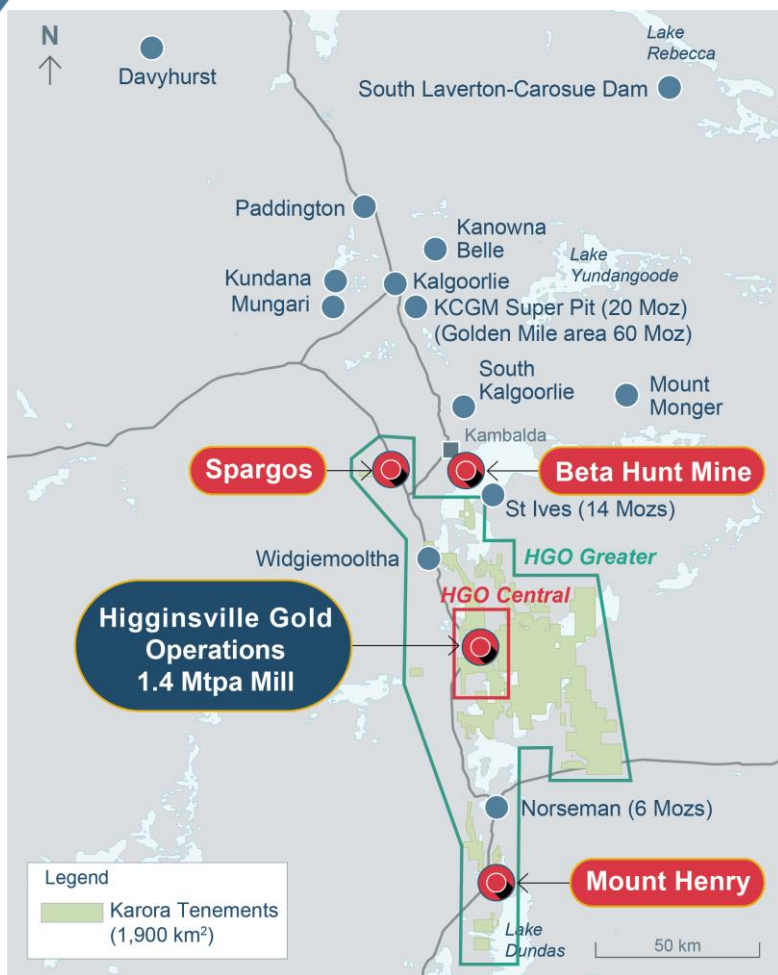 N
Davyhurst
Lake
Rebecca
South Laverton-Carosue Dam
Paddington
Kanowna
Belle
Lake
Yundangoode
Kundana
Mungari
Kalgoorlie
KCGM Super Pit (20 Moz)
(Golden Mile area 60 Moz)
South
Kalgoorlie
Mount
Monger
Kambalda
Spargos
Beta Hunt Mine
St Ives (14 Mozs)
Widgiemooltha
HGO Greater
HGO Central
Higginsville Gold
Operations
1.4 Mtpa Mill
Norseman (6 Mozs)
Mount Henry
Legend
Karora Tenements
(1,900 km²)
Lake
Dundas
50 km